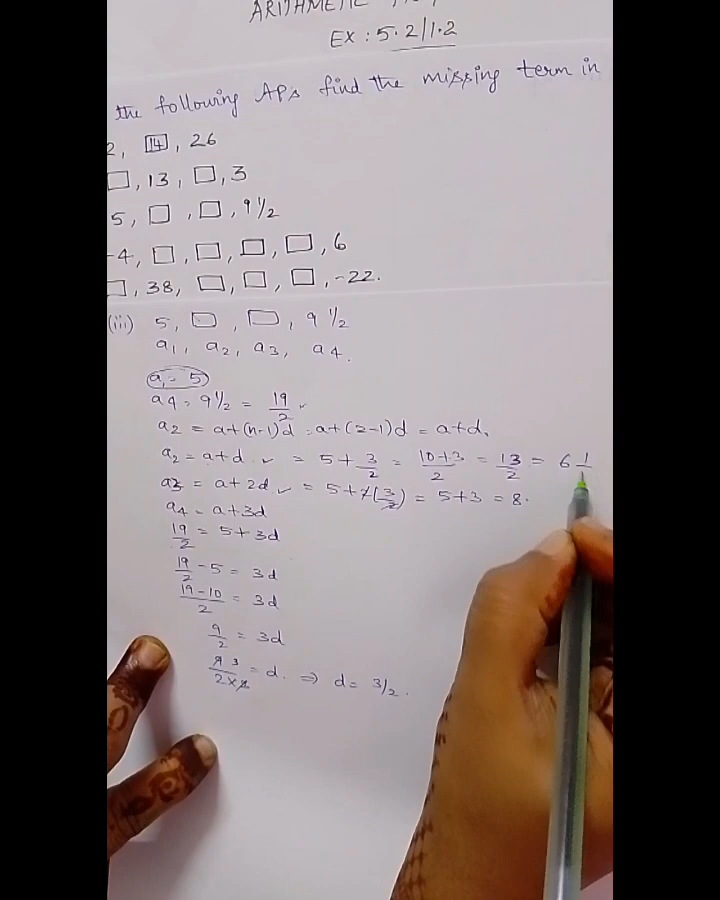 ARITHMETIC
EX : 5.2/1.2
the following APs find the missing term in
2, 14, 26
□, 13, □, 3
5, □, □, 9 1/2
-4, □, □, □, □, 6
□, 38, □, □, □, -22.
(iii) 5, □, □, 9 1/2
a1, a2, a3, a4.
a1 = 5
a4 = 9 1/2 = 19/2 ✓
a2 = a+(n-1)d = a+(2-1)d = a+d.
a2 = a+d ✓ = 5 + 3/2 = 10+3/2 = 13/2 = 6 1
a3 = a+2d ✓ = 5+2(3/2) = 5+3 = 8.
a4 = a+3d
19/2 = 5+3d
19/2 - 5 = 3d
19-10/2 = 3d
9/2 = 3d
9 3/2×3 = d. ⇒ d = 3/2.